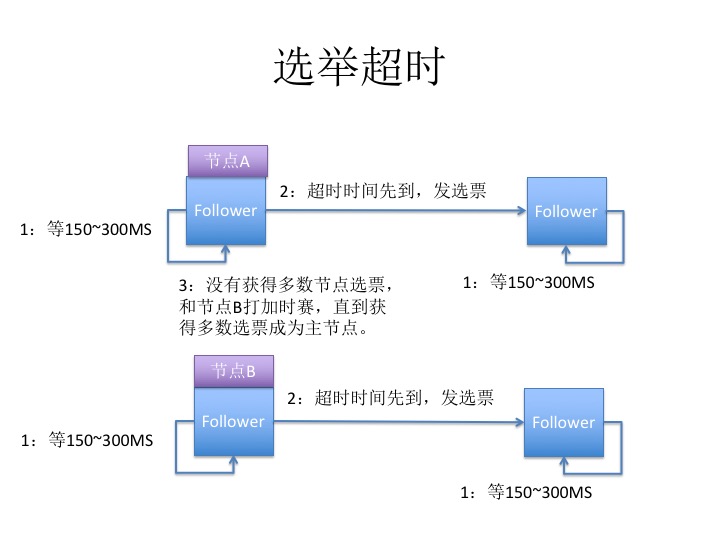 选举超时
节点A
2：超时时间先到，发选票
Follower
Follower
1：等150~300MS
3：没有获得多数节点选票，
和节点B打加时赛，直到获
得多数选票成为主节点。
1：等150~300MS
节点B
2：超时时间先到，发选票
Follower
Follower
1：等150~300MS
1：等150~300MS